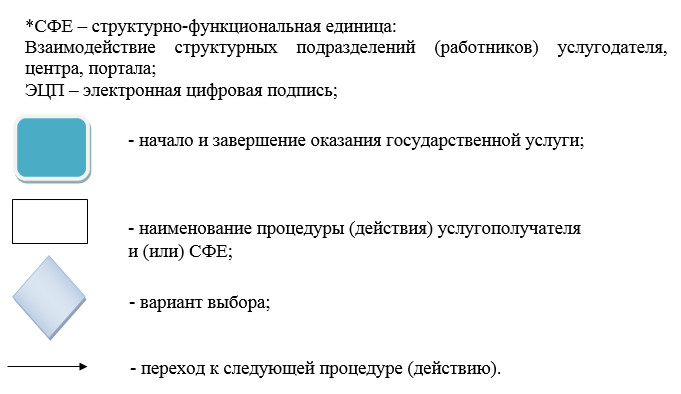 *СФЕ – структурно-функциональная единица:
Взаимодействие структурных подразделений (работников) услугодателя,
центра, портала;
ЭЦП – электронная цифровая подпись;
- начало и завершение оказания государственной услуги;
- наименование процедуры (действия) услугополучателя
и (или) СФЕ;
- вариант выбора;
- переход к следующей процедуре (действию).